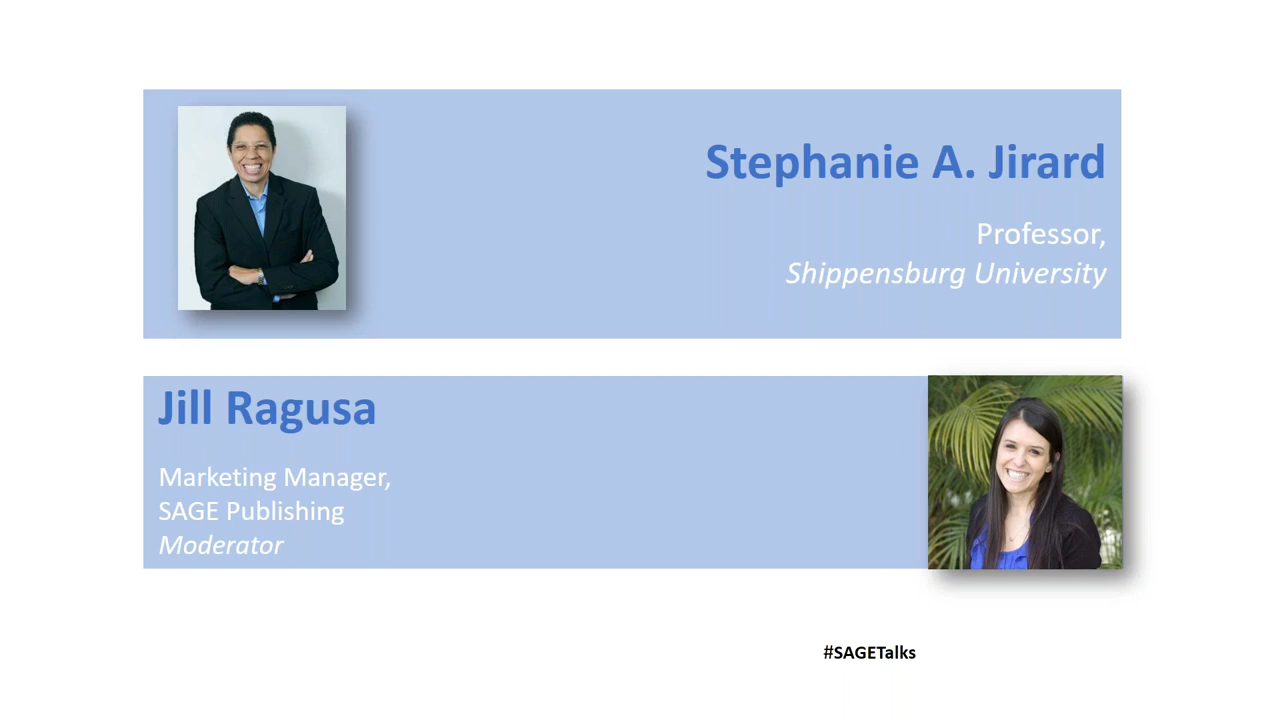 Stephanie A. Jirard
Professor,
Shippensburg University
Jill Ragusa
Marketing Manager,
SAGE Publishing
Moderator
#SAGETalks